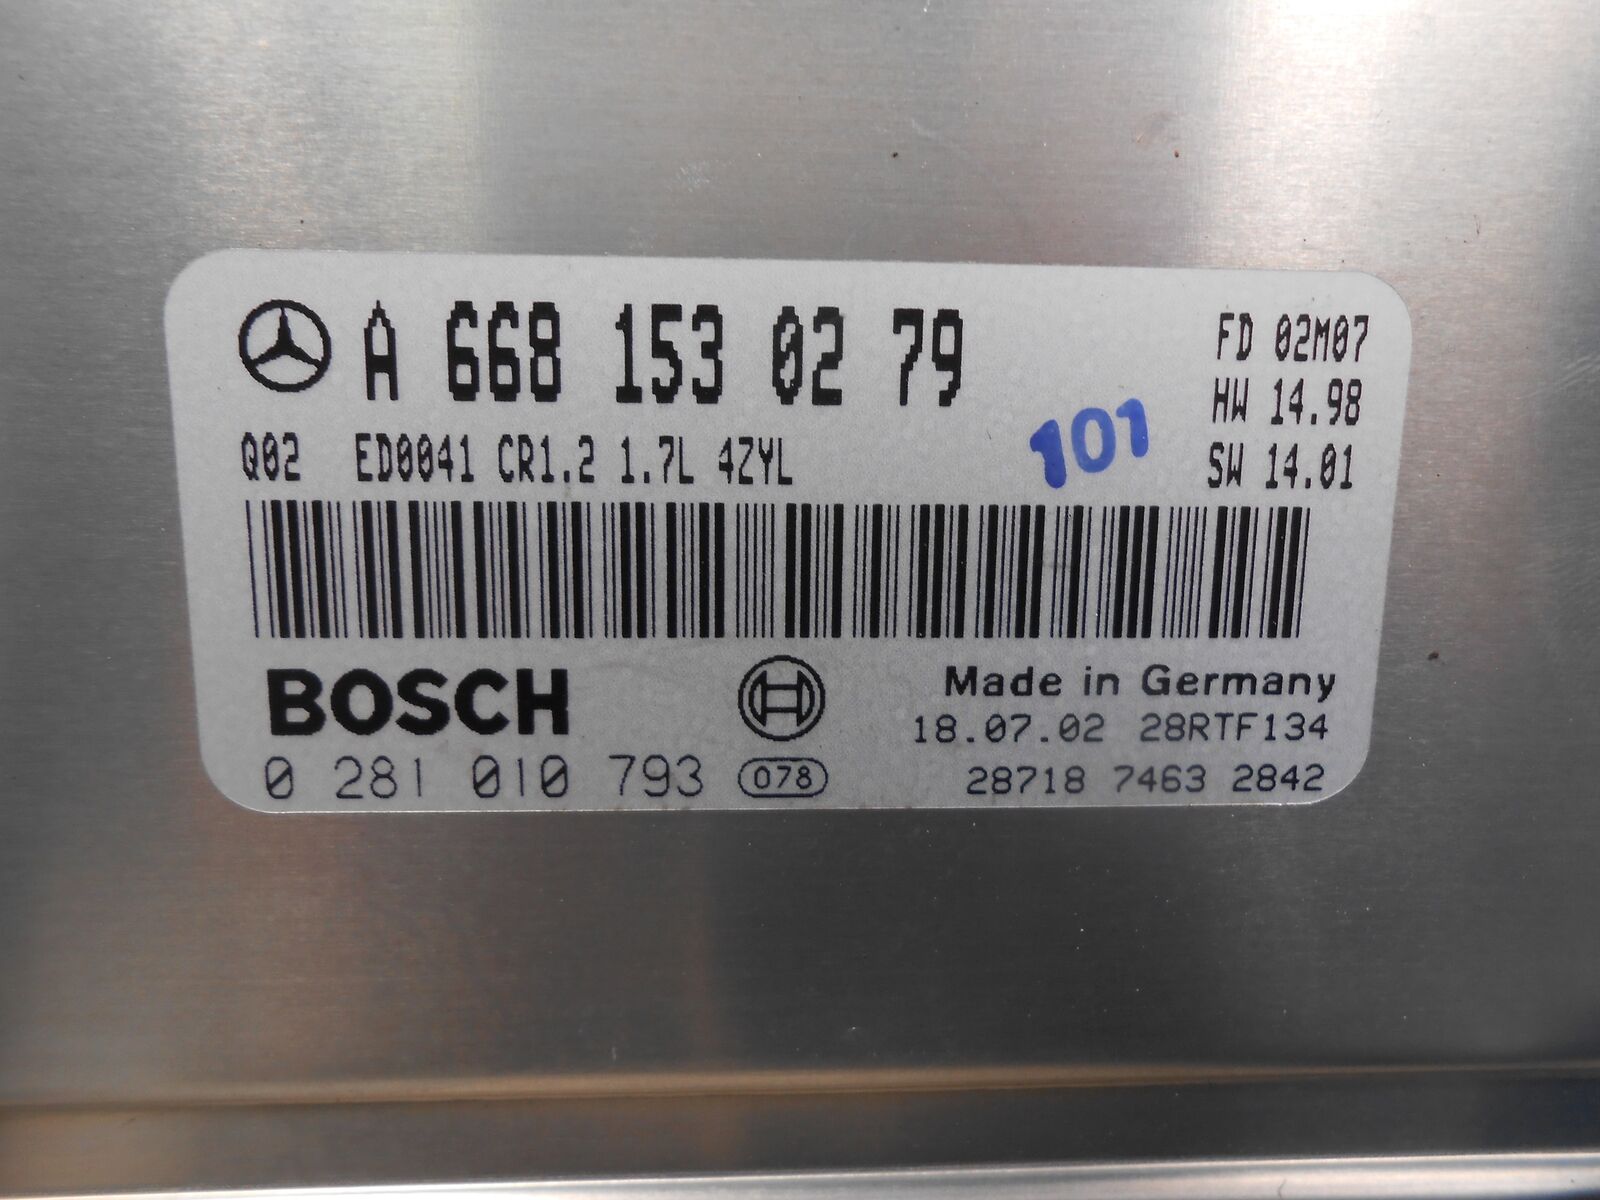 A 668 153 02 79
FD 02M07
HW 14.98
Q02 ED0041 CR1.2 1.7L 4ZYL
101
SW 14.01
BOSCH
Made in Germany
18.07.02 28RTF134
0 281 010 793 078
28718 7463 2842